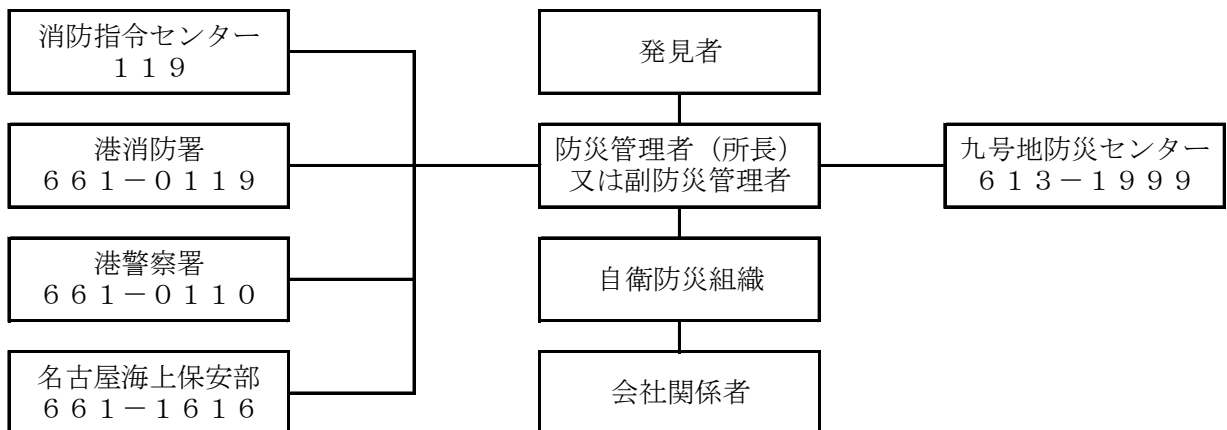 消防指令センター
１１９
港消防署
６６１－０１１９
港警察署
６６１－０１１０
名古屋海上保安部
６６１－１６１６
発見者
防災管理者（所長）
又は副防災管理者
自衛防災組織
会社関係者
九号地防災センター
６１３－１９９９